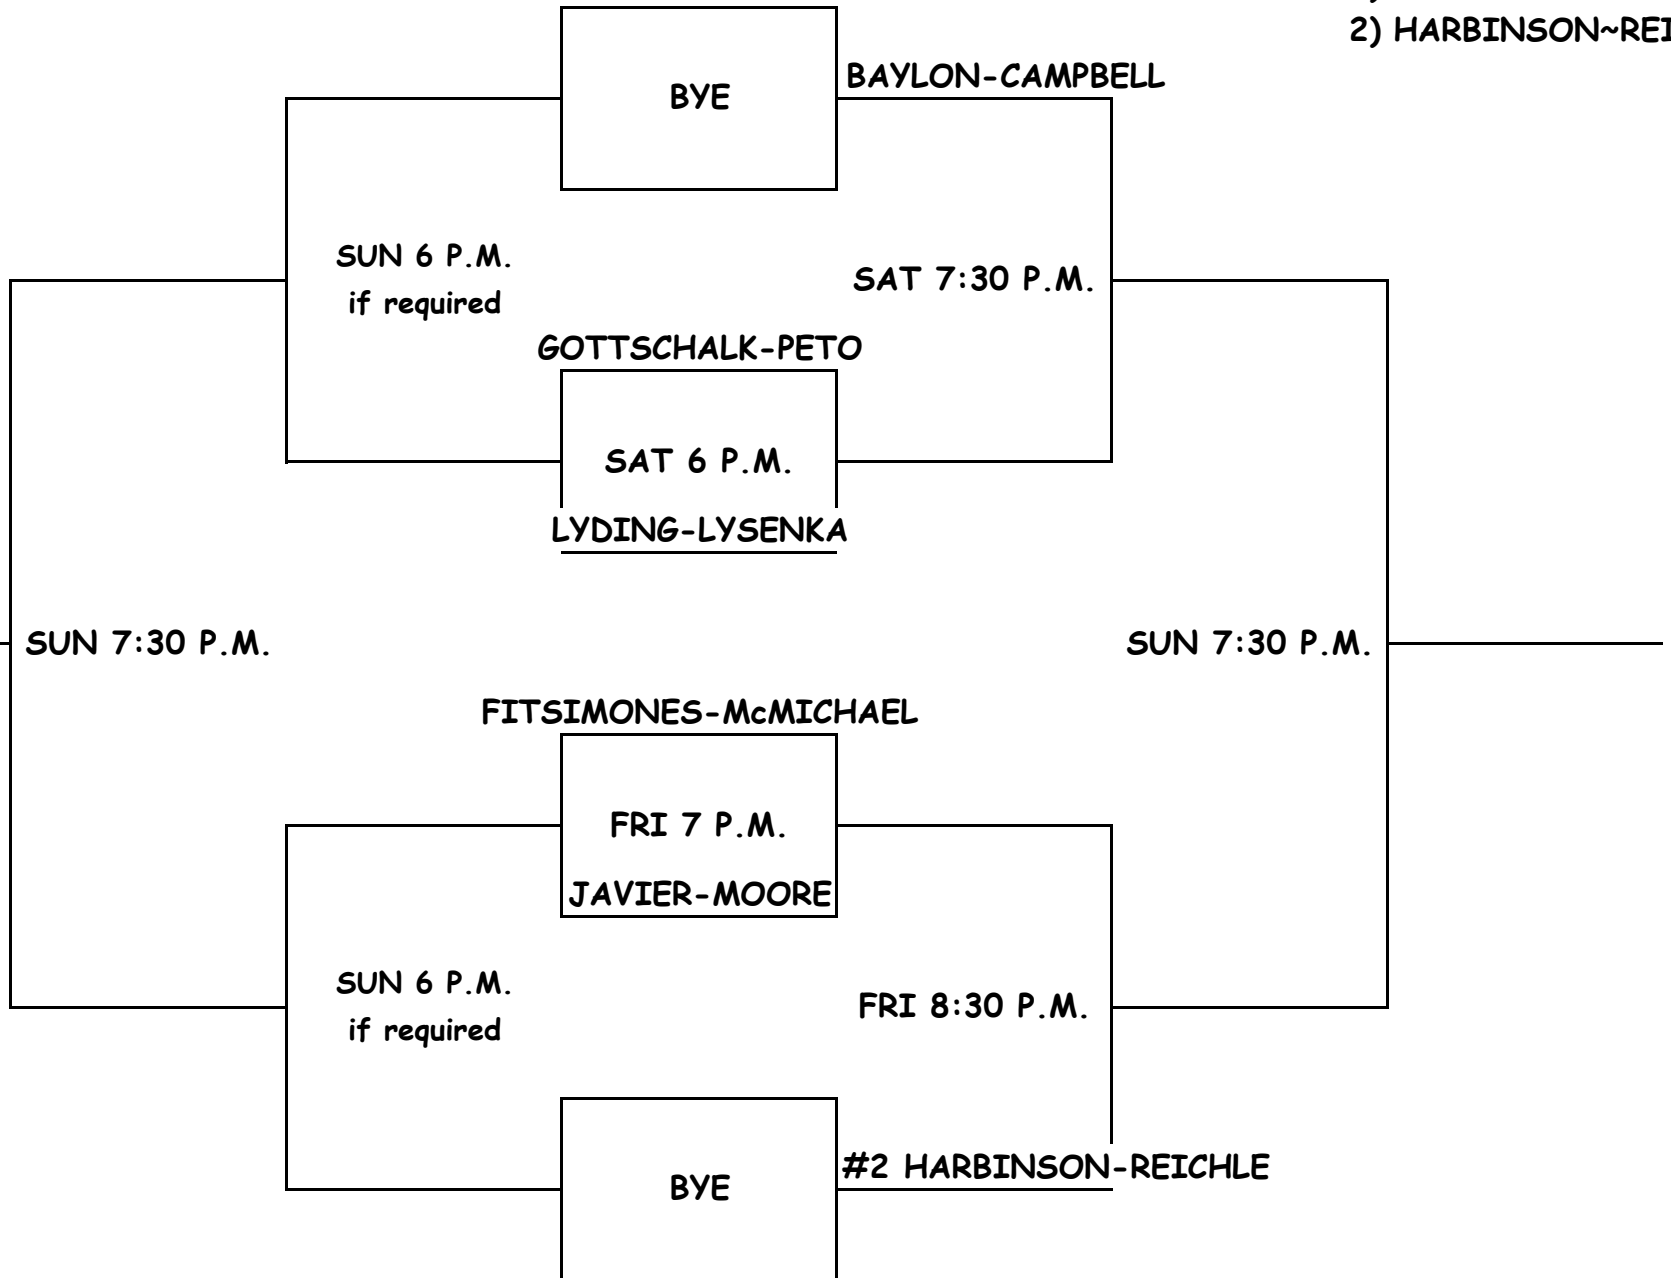 2) HARBINSON~REI
BAYLON-CAMPBELL
BYE
SUN 6 P.M.
if required
SAT 7:30 P.M.
GOTTSCHALK-PETO
SAT 6 P.M.
LYDING-LYSENKA
SUN 7:30 P.M.
SUN 7:30 P.M.
FITSIMONES-McMICHAEL
FRI 7 P.M.
JAVIER-MOORE
SUN 6 P.M.
if required
FRI 8:30 P.M.
#2 HARBINSON-REICHLE
BYE